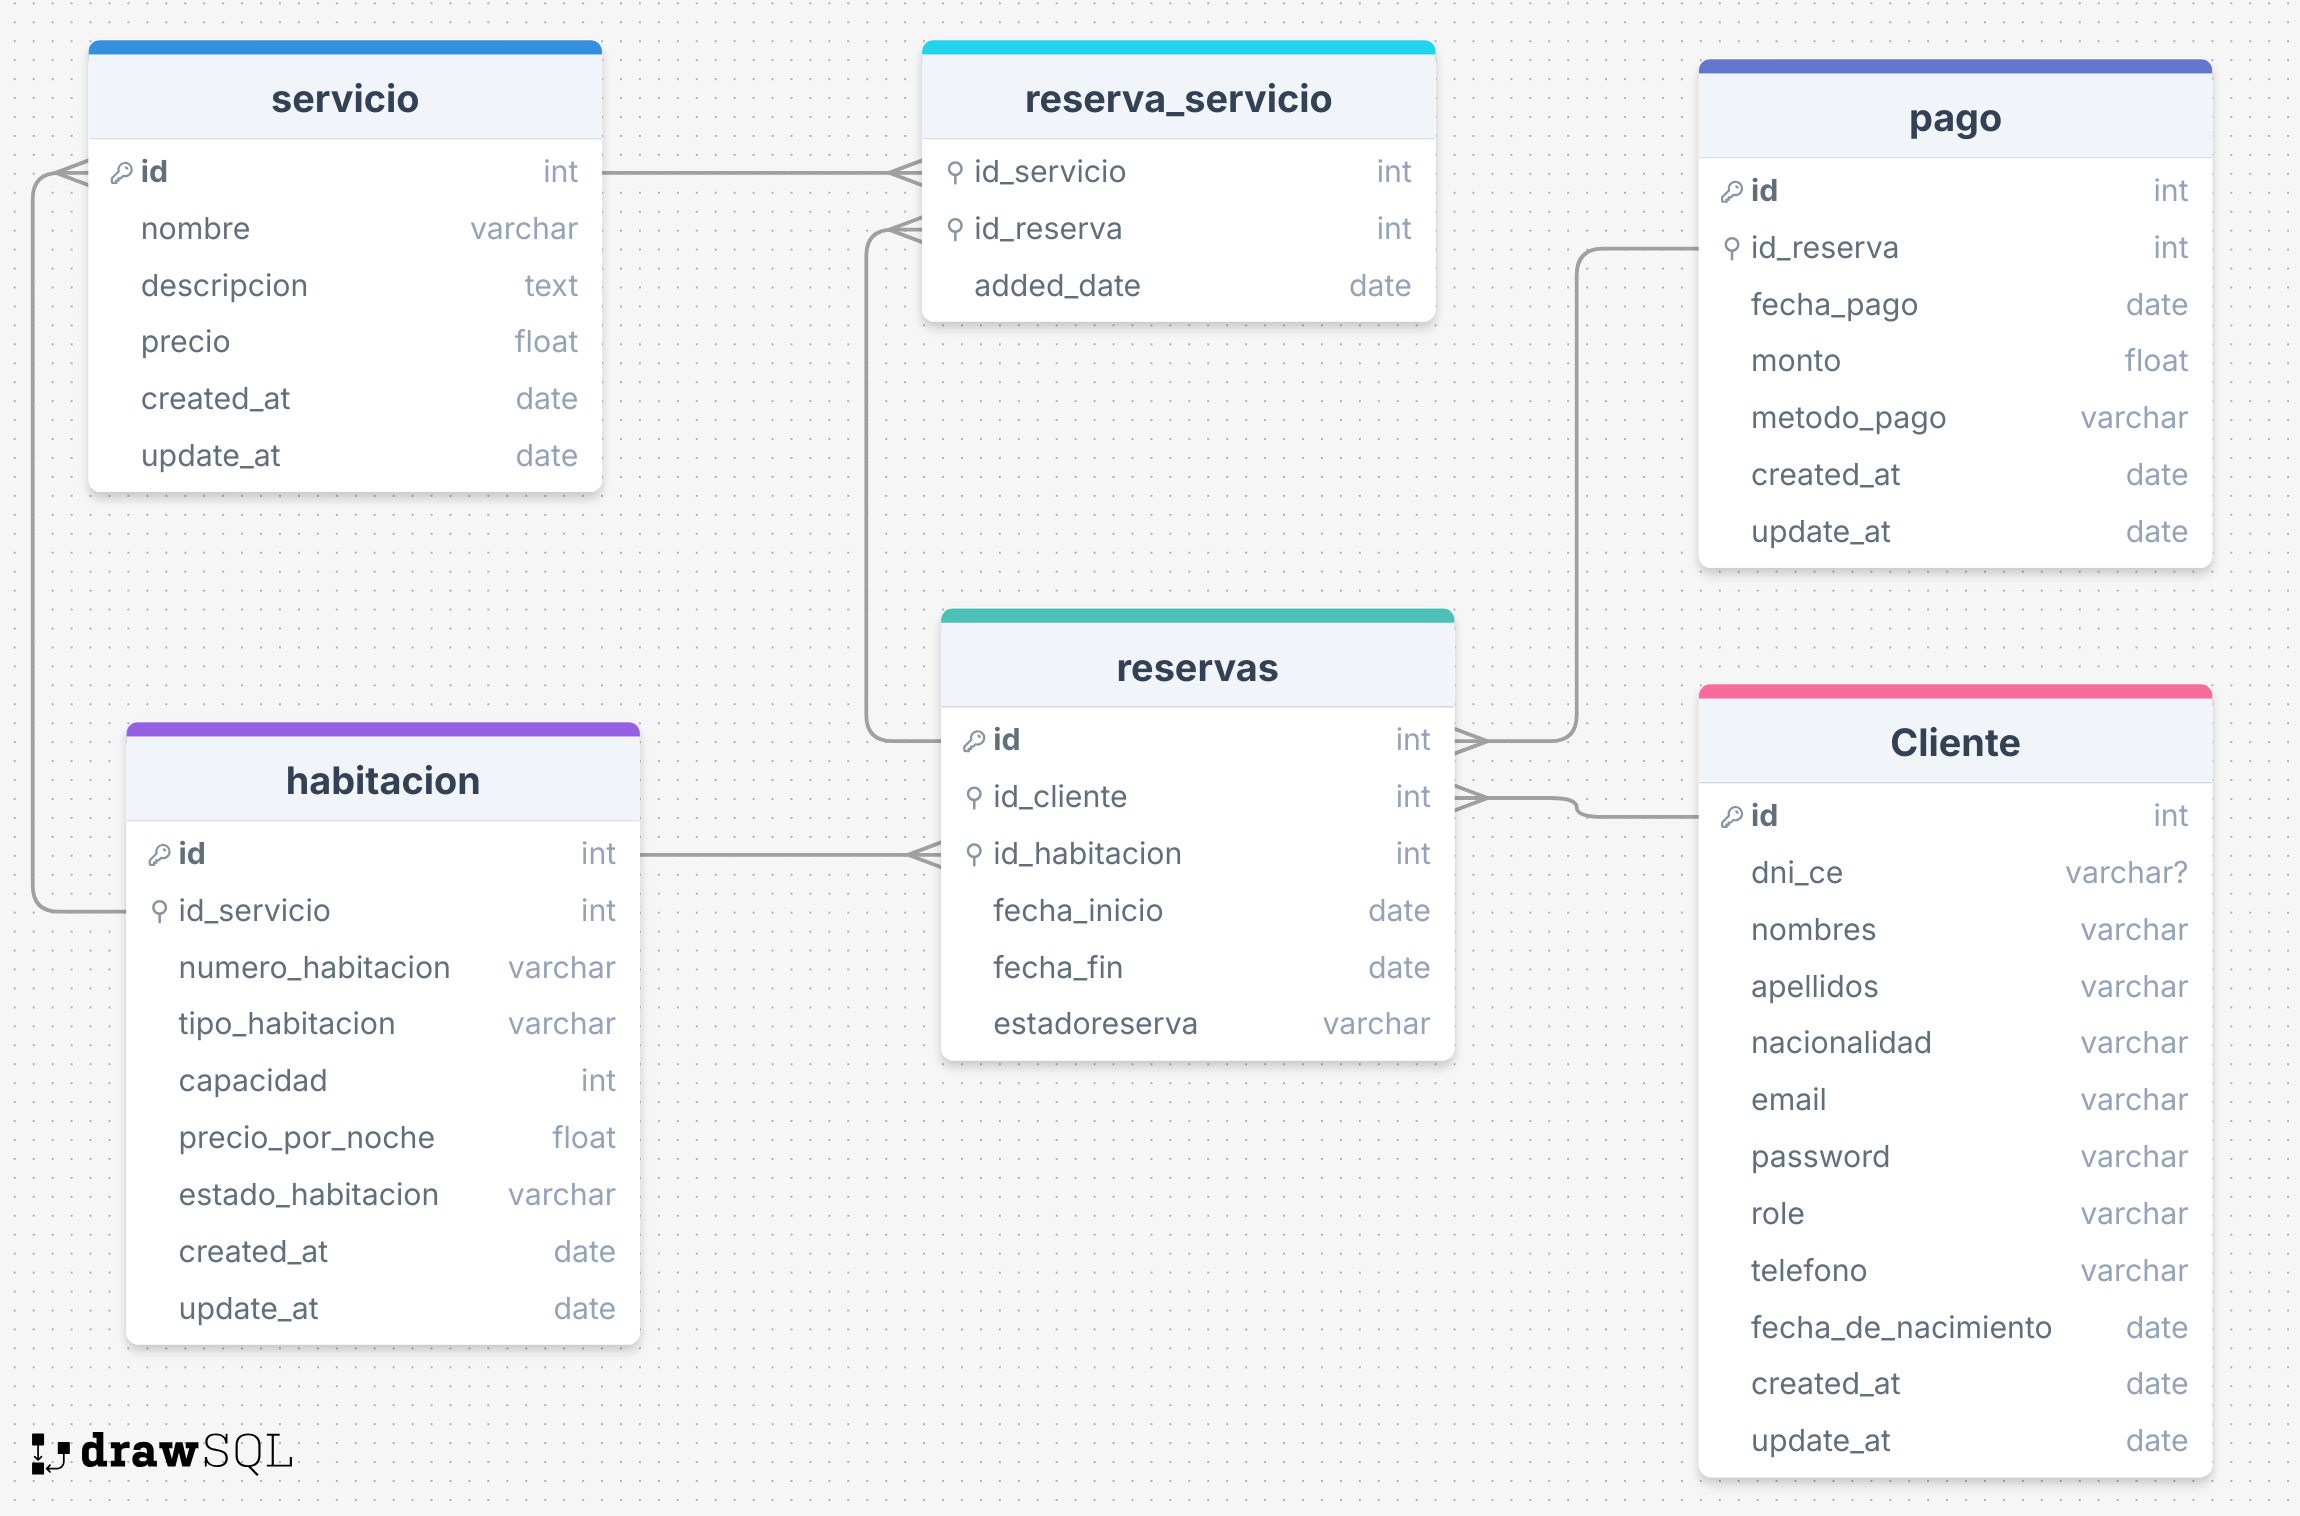 servicio
id int
nombre varchar
descripcion text
precio float
created_at date
update_at date
reserva_servicio
id_servicio int
id_reserva int
added_date date
pago
id int
id_reserva int
fecha_pago date
monto float
metodo_pago varchar
created_at date
update_at date
reservas
id int
id_cliente int
id_habitacion int
fecha_inicio date
fecha_fin date
estadoreserva varchar
habitacion
id int
id_servicio int
numero_habitacion varchar
tipo_habitacion varchar
capacidad int
precio_por_noche float
estado_habitacion varchar
created_at date
update_at date
Cliente
id int
dni_ce varchar?
nombres varchar
apellidos varchar
nacionalidad varchar
email varchar
password varchar
role varchar
telefono varchar
fecha_de_nacimiento date
created_at date
update_at date
drawSQL